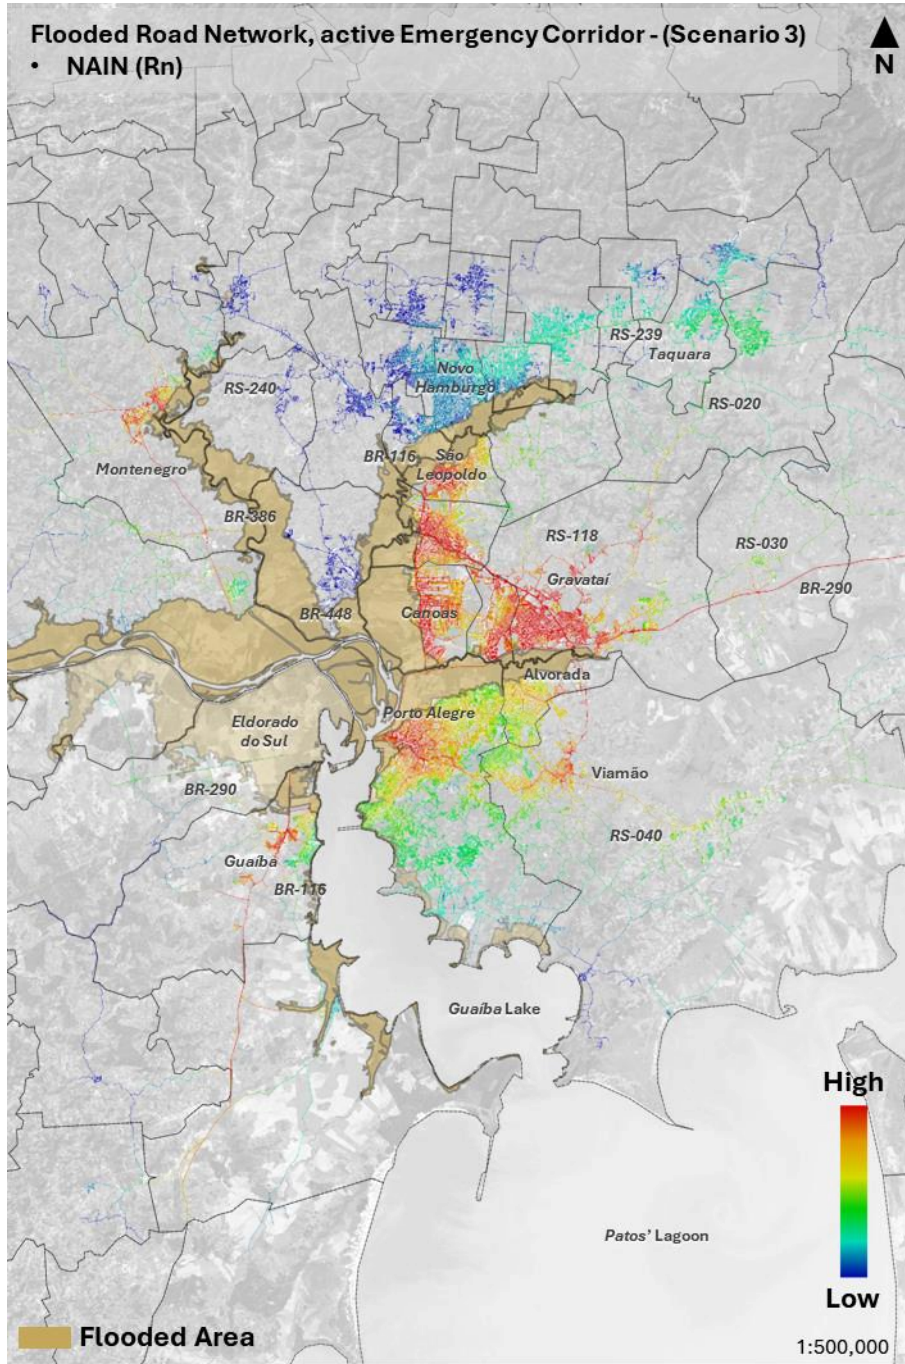 Flooded Road Network, active Emergency Corridor - (Scenario 3)
• NAIN (Rn)
N
RS-239
Taquara
Novo
Hamburgo
RS-240
RS-020
BR-116
São
Leopoldo
Montenegro
BR-386
RS-118
RS-030
Gravataí
BR-290
BR-448
Canoas
Alvorada
Porto Alegre
Eldorado
do Sul
Viamão
BR-290
RS-040
Guaíba
BR-116
Guaíba Lake
High
Patos' Lagoon
Low
Flooded Area
1:500,000